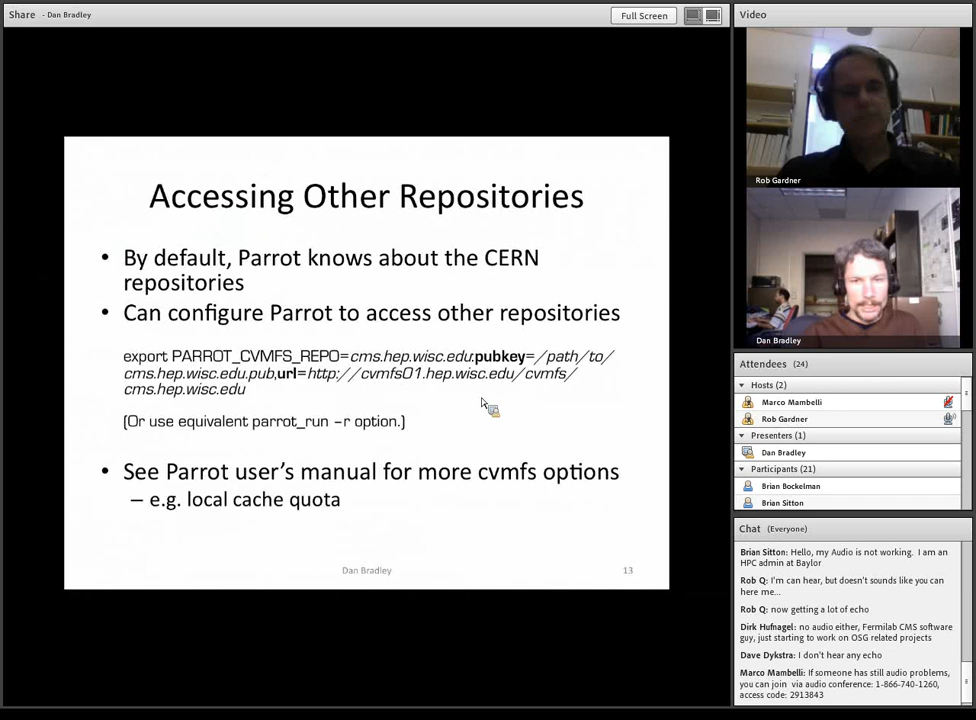 Share - Dan Bradley
Full Screen
Accessing Other Repositories
• By default, Parrot knows about the CERN
repositories
• Can configure Parrot to access other repositories
export PARROT_CVMFS_REPO=cms.hep.wisc.edu:pubkey=/path/to/
cms.hep.wisc.edu.pub,url=http://cvmfs01.hep.wisc.edu/cvmfs/
cms.hep.wisc.edu
(Or use equivalent parrot_run –r option.)
• See Parrot user's manual for more cvmfs options
– e.g. local cache quota
Dan Bradley
13
Video
Rob Gardner
Dan Bradley
Attendees (24)
Hosts (2)
Marco Mambelli
Rob Gardner
Presenters (1)
Dan Bradley
Participants (21)
Brian Bockelman
Brian Sitton
Chat (Everyone)
Brian Sitton: Hello, my Audio is not working. I am an
HPC admin at Baylor
Rob Q: I'm can hear, but doesn't sounds like you can
here me...
Rob Q: now getting a lot of echo
Dirk Hufnagel: no audio either, Fermilab CMS software
guy, just starting to work on OSG related projects
Dave Dykstra: I don't hear any echo
Marco Mambelli: If someone has still audio problems,
you can join via audio conference: 1-866-740-1260,
access code: 2913843